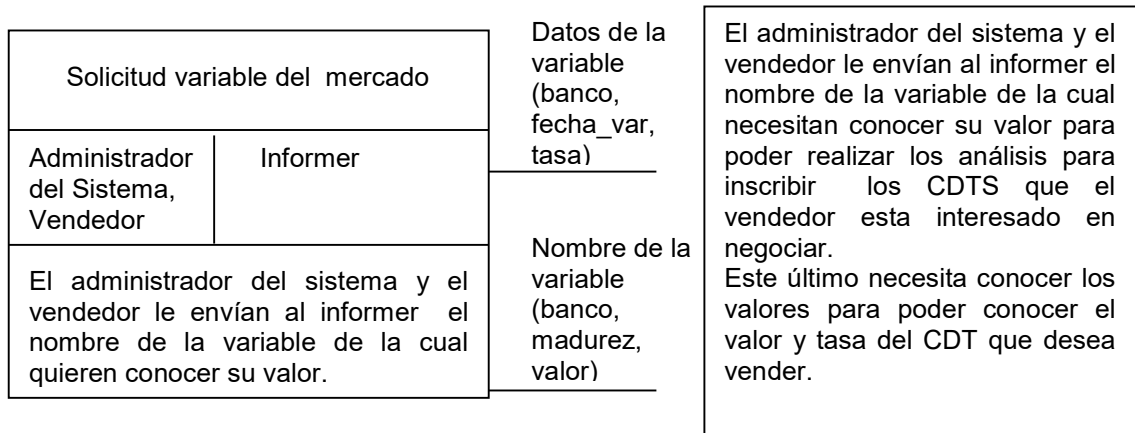 Solicitud variable del mercado
Administrador
del Sistema,
Vendedor
Informer
El administrador del sistema y el
vendedor le envían al informer el
nombre de la variable de la cual
quieren conocer su valor.
Datos de la
variable
(banco,
fecha_var,
tasa)
Nombre de la
variable
(banco,
madurez,
valor)
El administrador del sistema y el
vendedor le envían al informer el
nombre de la variable de la cual
necesitan conocer su valor para
poder realizar los análisis para
inscribir los CDTS que el
vendedor esta interesado en
negociar.
Este último necesita conocer los
valores para poder conocer el
valor y tasa del CDT que desea
vender.